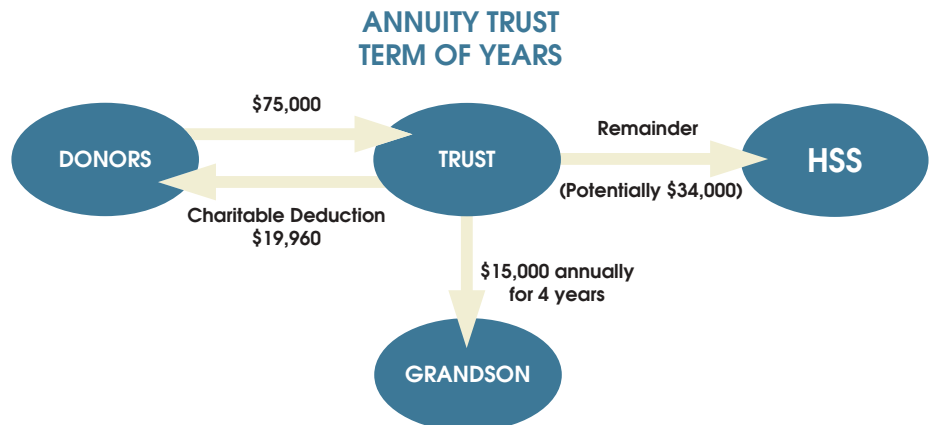 ANNUITY TRUST
TERM OF YEARS
$75,000
DONORS
TRUST
Remainder
HSS
(Potentially $34,000)
Charitable Deduction
$19,960
$15,000 annually
for 4 years
GRANDSON